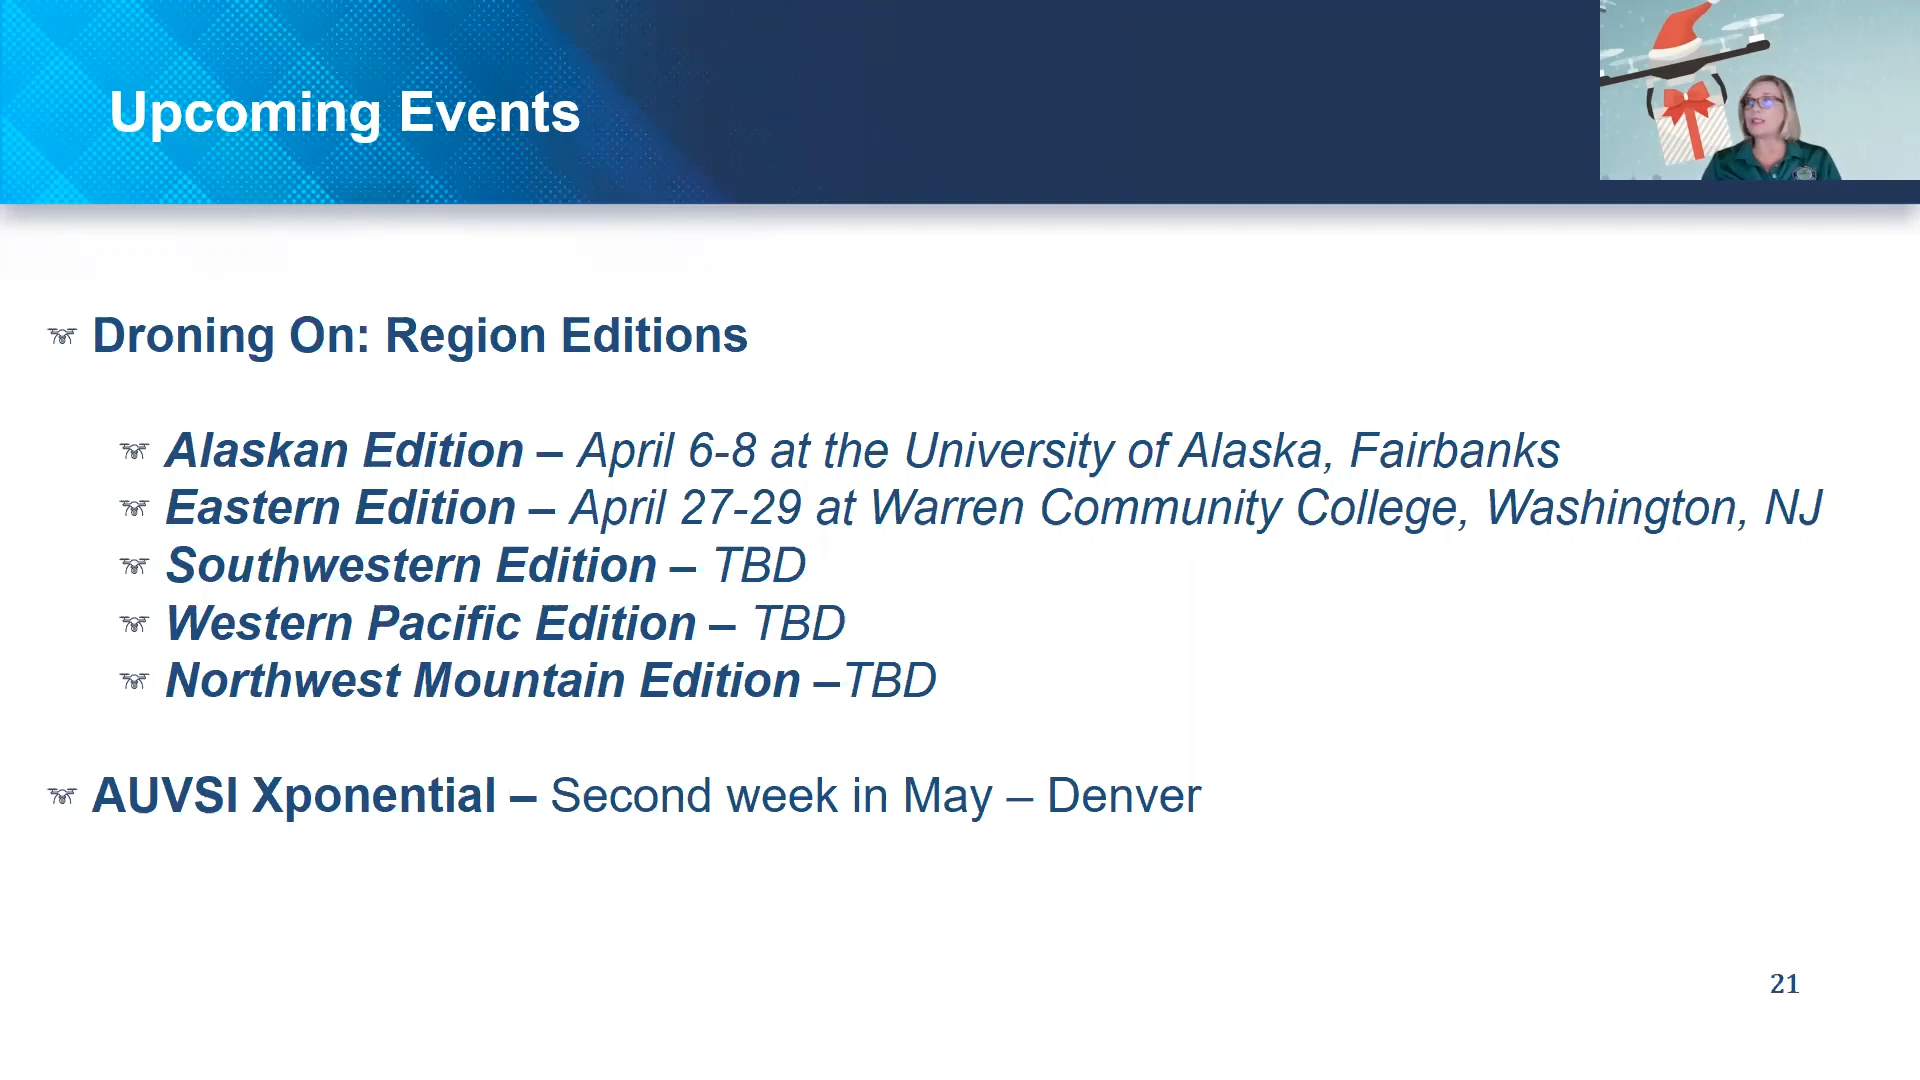 Upcoming Events
Droning On: Region Editions
Alaskan Edition – April 6-8 at the University of Alaska, Fairbanks
Eastern Edition – April 27-29 at Warren Community College, Washington, NJ
Southwestern Edition – TBD
Western Pacific Edition – TBD
Northwest Mountain Edition –TBD
AUVSI Xponential – Second week in May – Denver
21